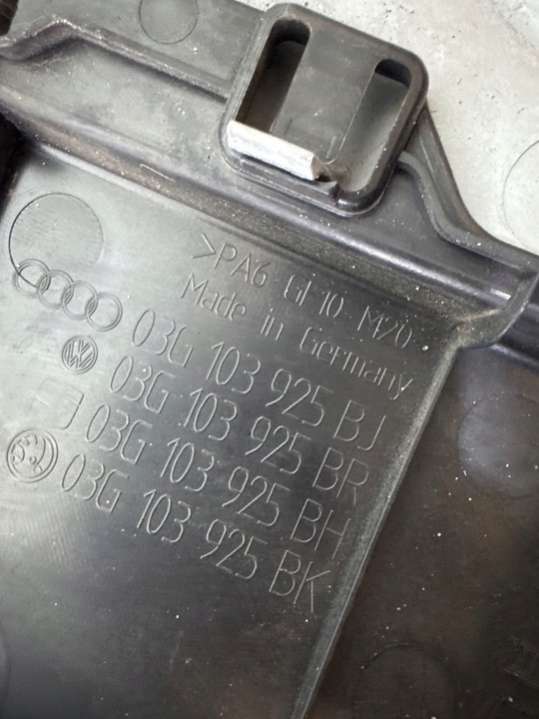 >PA6 GF10 M20
Made in Germany
03G 103 925 BJ
03G 103 925 BR
03G 103 925 BH
03G 103 925 BK